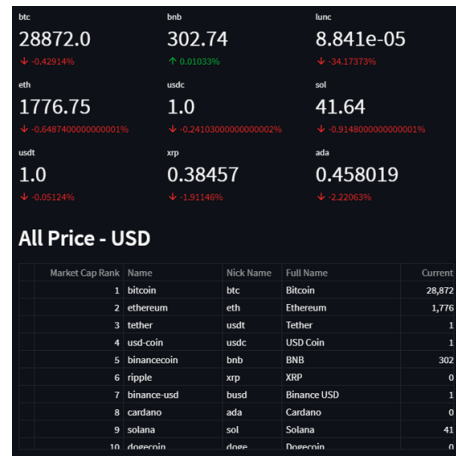 btc bnb lunc
28872.0 302.74 8.841e-05
↓ -0.42914% ↑ 0.01033% ↓ -34.17373%
eth usdc sol
1776.75 1.0 41.64
↓ -0.6487400000000001% ↓ -0.24103000000000002% ↓ -0.9148000000000001%
usdt xrp ada
1.0 0.38457 0.458019
↓ -0.05124% ↓ -1.91146% ↓ -2.22063%
All Price - USD
Market Cap Rank Name Nick Name Full Name Current
1 bitcoin btc Bitcoin 28,872
2 ethereum eth Ethereum 1,776
3 tether usdt Tether 1
4 usd-coin usdc USD Coin 1
5 binancecoin bnb BNB 302
6 ripple xrp XRP 0
7 binance-usd busd Binance USD 1
8 cardano ada Cardano 0
9 solana sol Solana 41
10 dogecoin doge Dogecoin 0